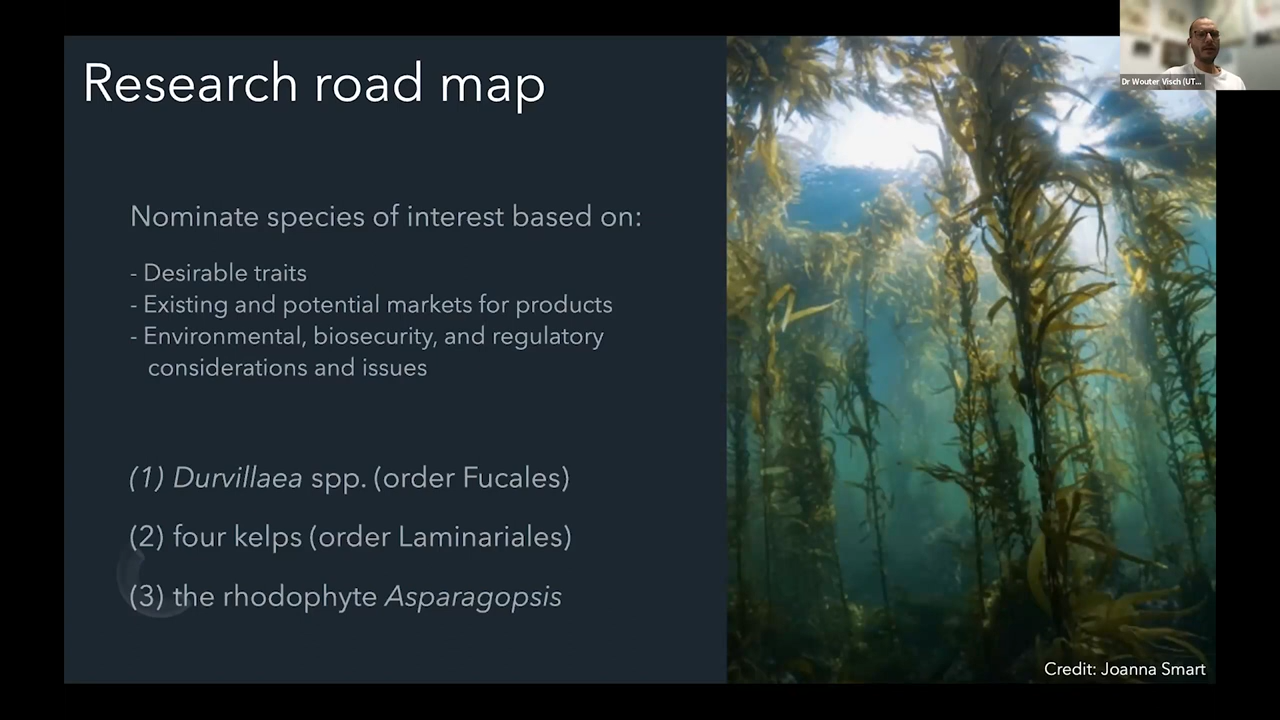 Research road map
Dr Wouter Visch (UT...
Nominate species of interest based on:
- Desirable traits
- Existing and potential markets for products
- Environmental, biosecurity, and regulatory
considerations and issues
(1) Durvillaea spp. (order Fucales)
(2) four kelps (order Laminariales)
(3) the rhodophyte Asparagopsis
Credit: Joanna Smart